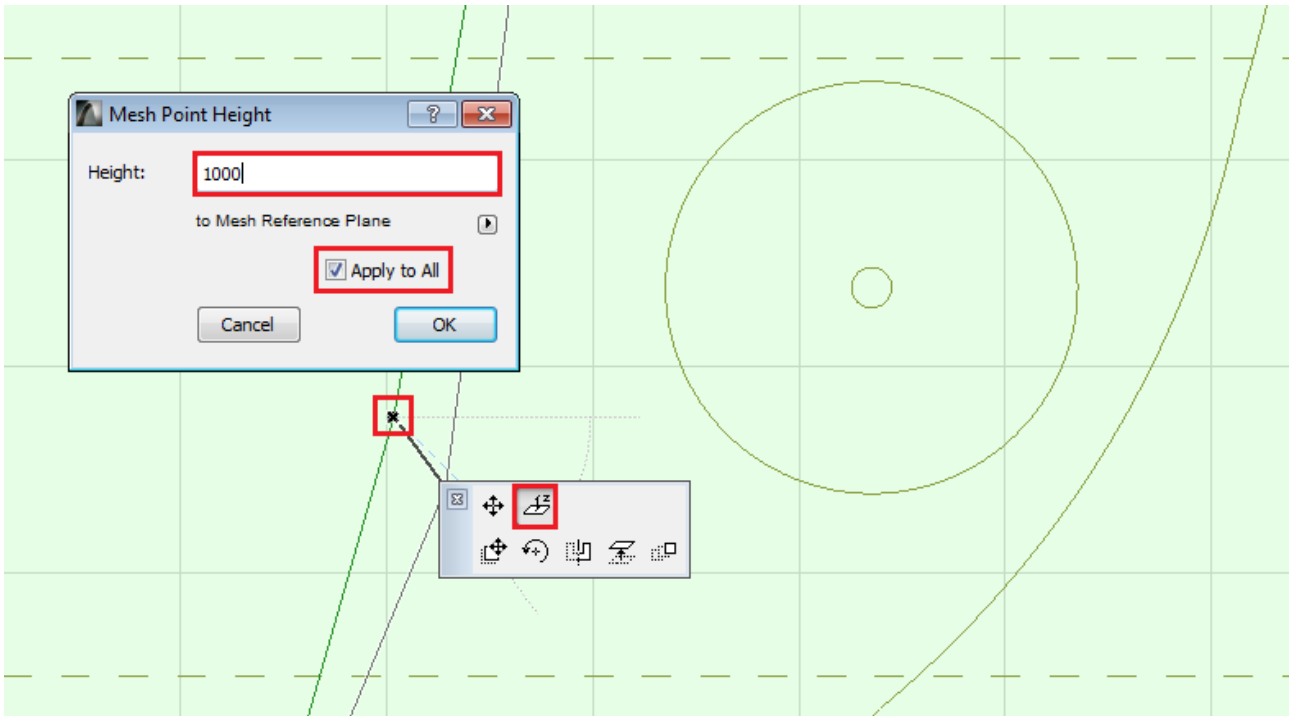 Mesh Point Height
Height: 1000
to Mesh Reference Plane
Apply to All
Cancel OK